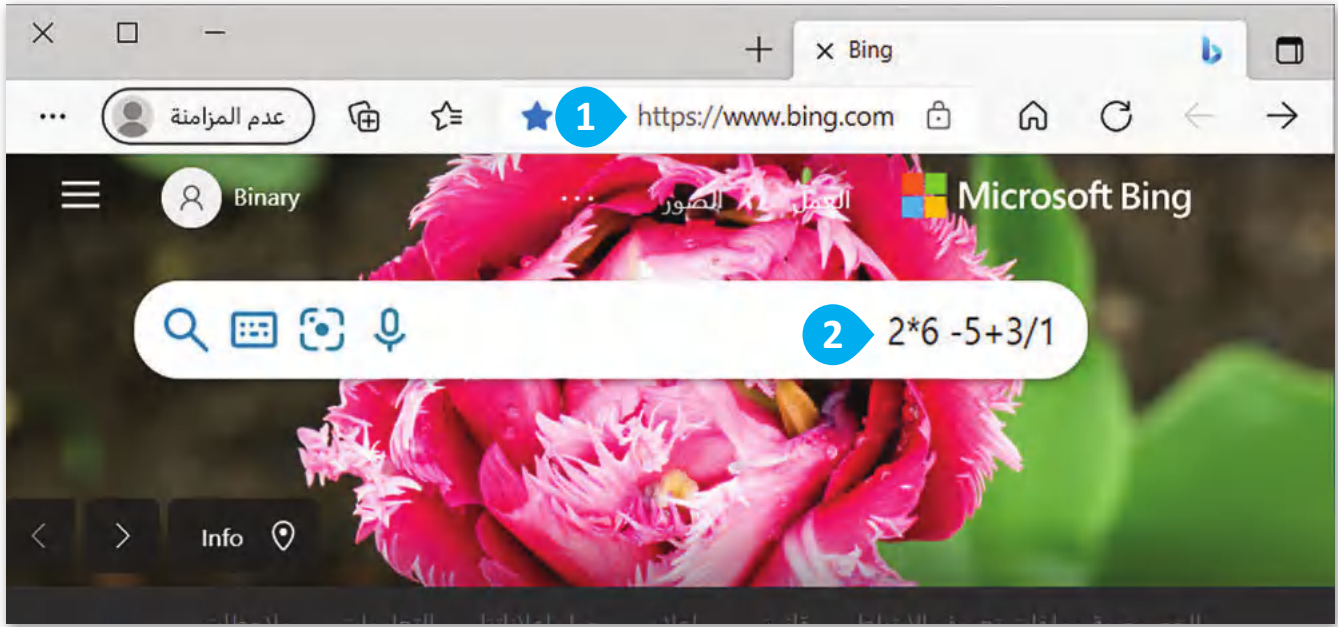 Bing
عدم المزامنة
1
https://www.bing.com
Microsoft Bing
العمل
الصور
...
Binary
2
2*6 -5+3/1
Info